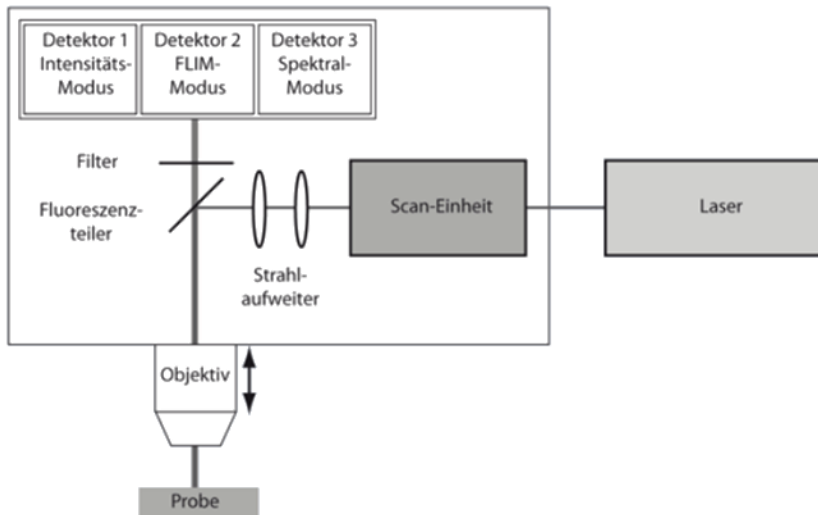 Detektor 1
Intensitäts-
Modus
Detektor 2
FLIM-
Modus
Detektor 3
Spektral-
Modus
Filter
Fluoreszenz-
teiler
Strahl-
aufweiter
Scan-Einheit
Laser
Objektiv
Probe